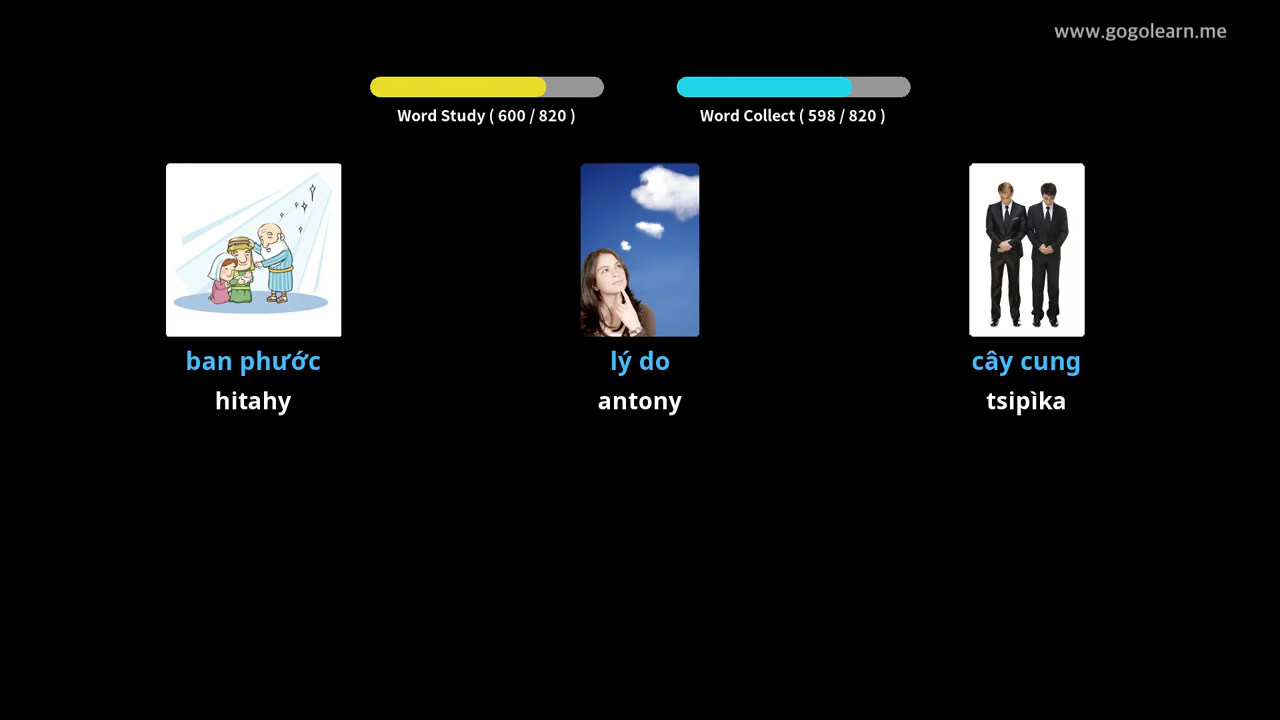 www.gogolearn.me
Word Study ( 600 / 820 )
Word Collect ( 598 / 820 )
ban phước
lý do
cây cung
hitahy
antony
tsipìka